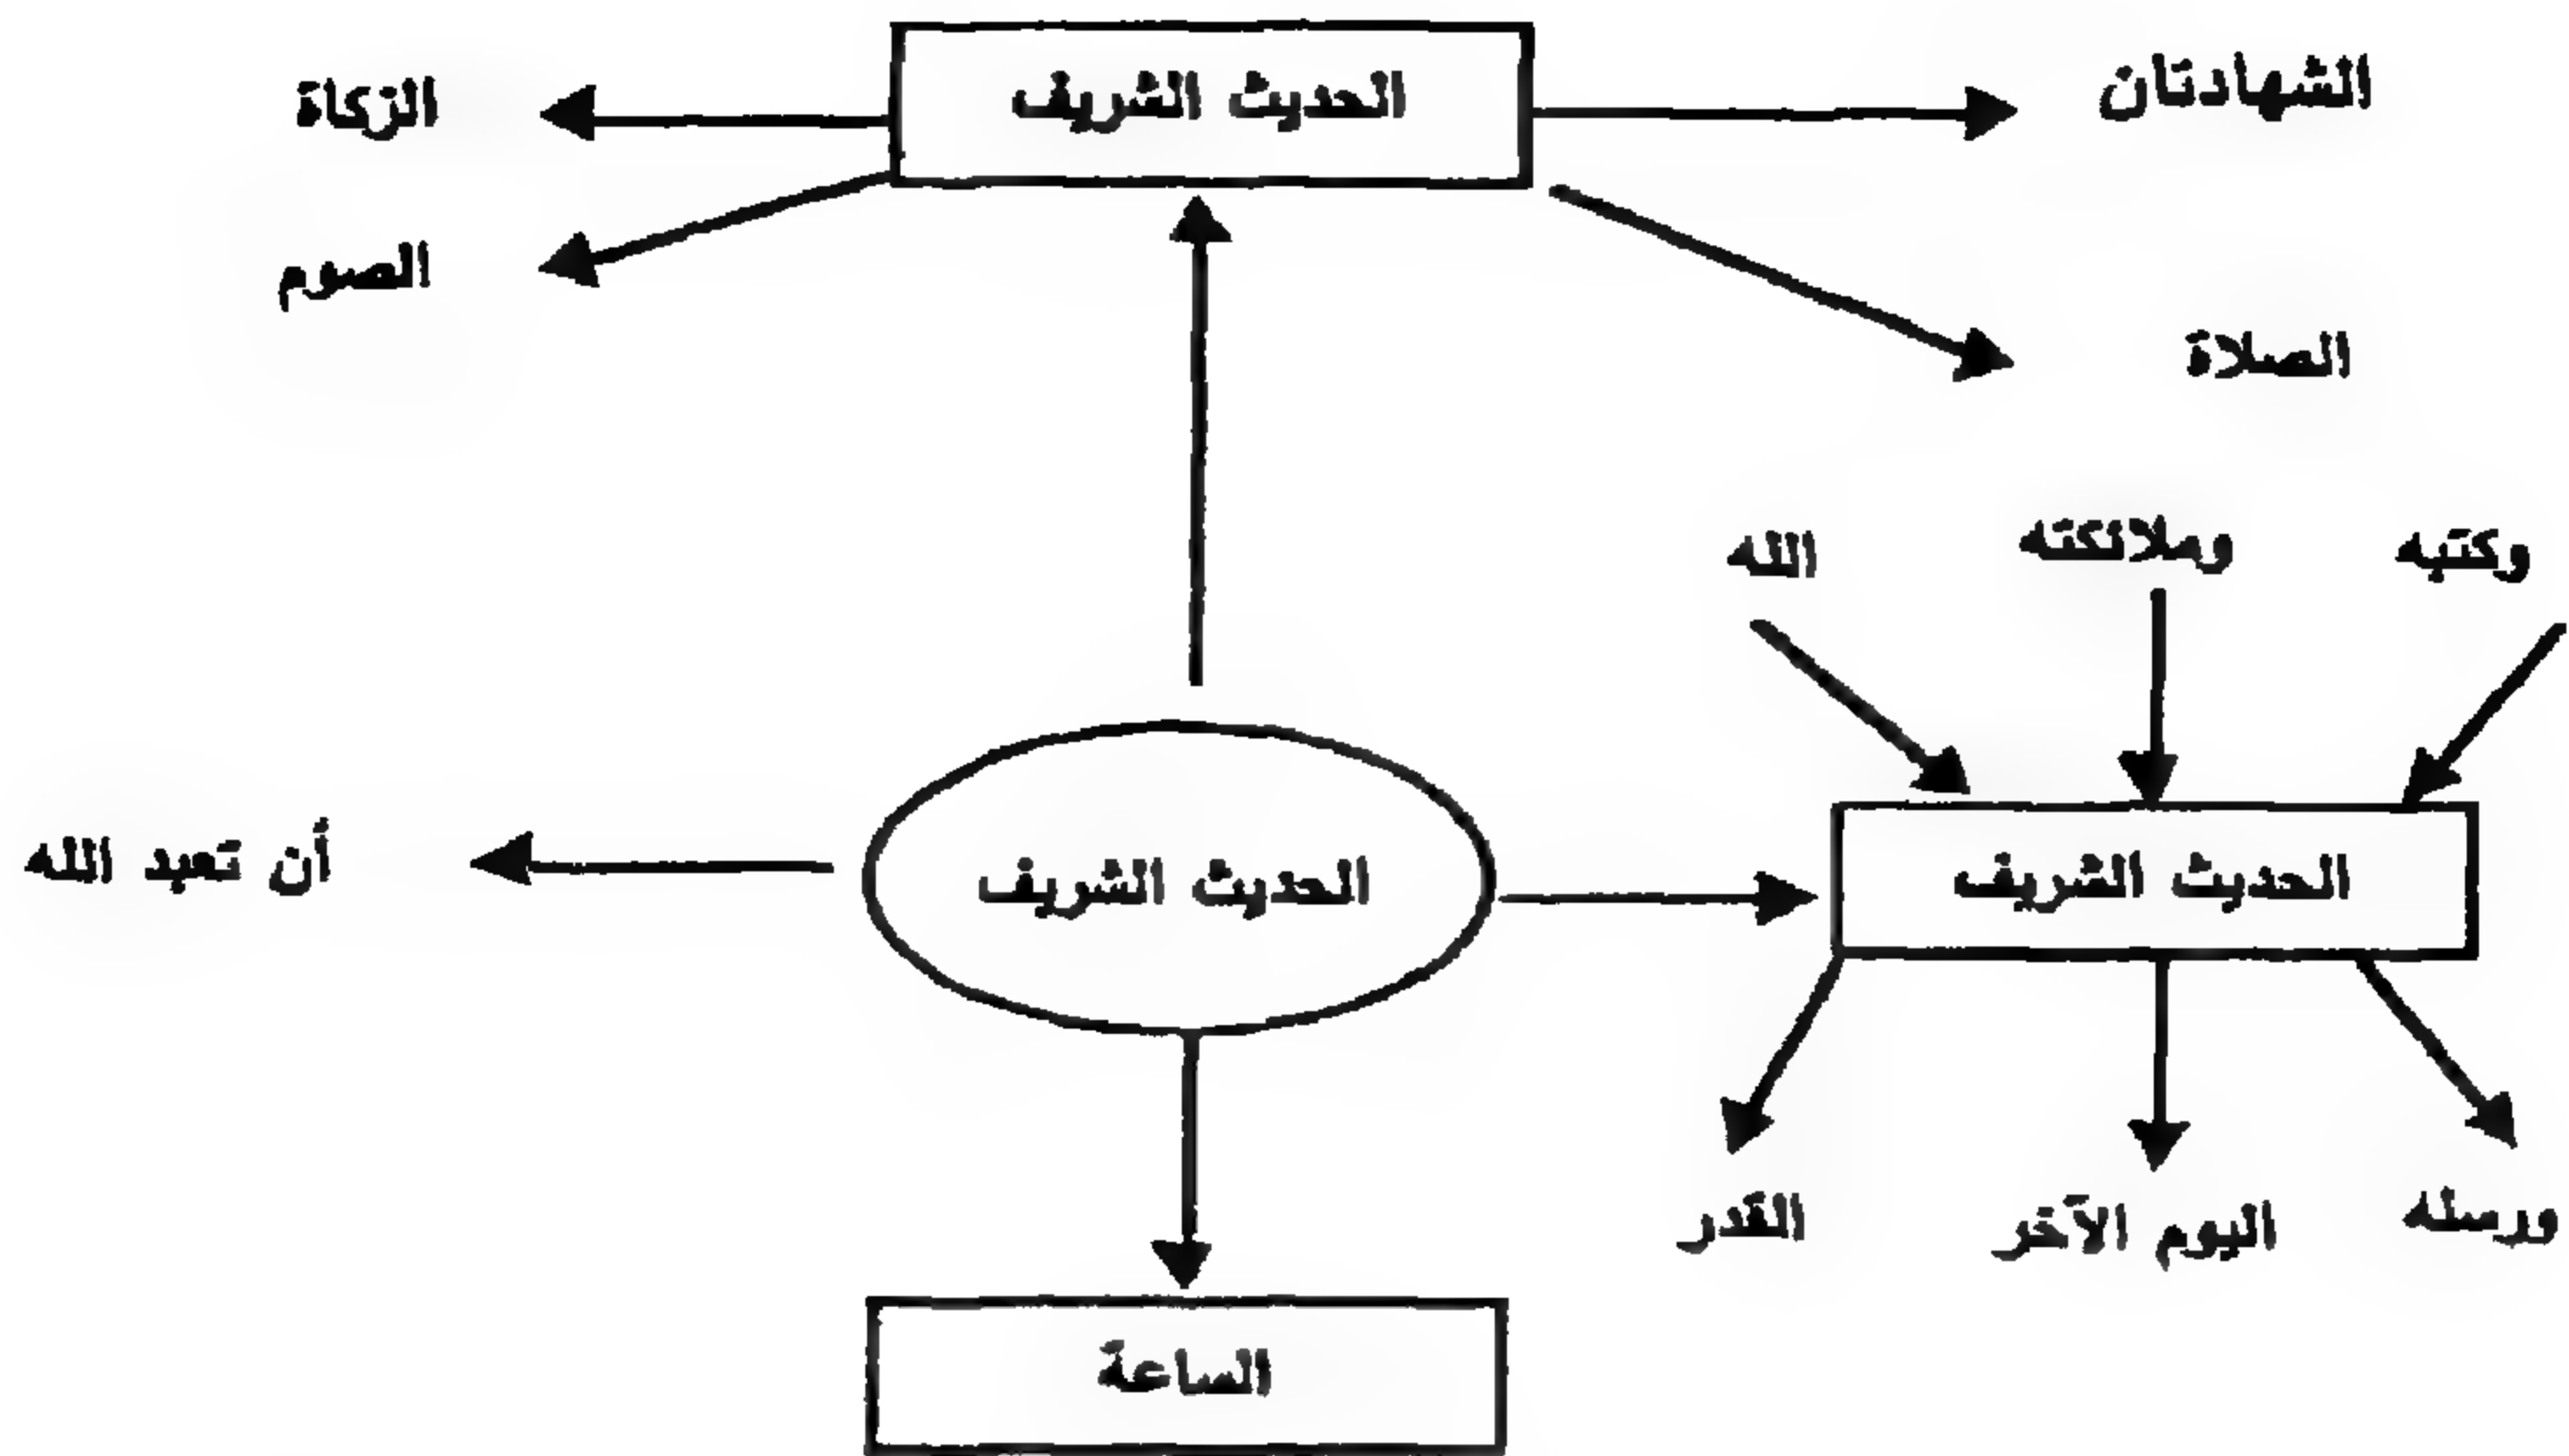 الشهادتان
الحديث الشريف
الزكاة
الصوم
الصلاة
وكتبه
وملائكته
الله
الحديث الشريف
الحديث الشريف
أن تعبد الله
ورسله
اليوم الآخر
القدر
الساعة